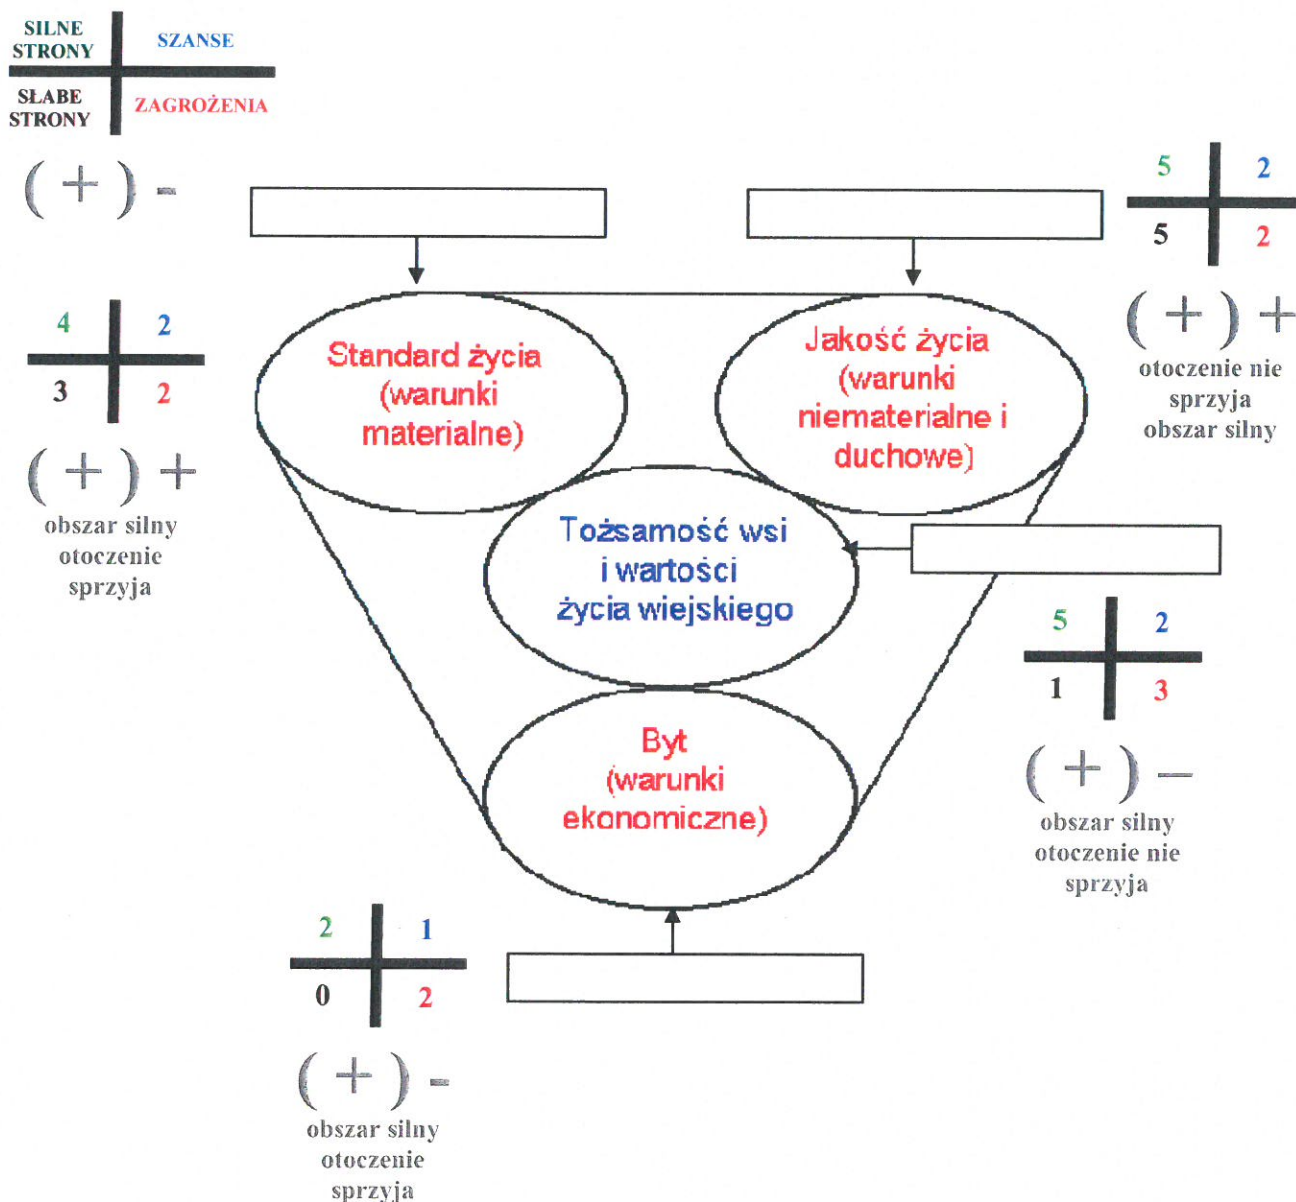 SILNE
STRONY
SZANSE
SŁABE
STRONY
ZAGROŻENIA
( + ) -
4 2
3 2
( + ) +
obszar silny
otoczenie
sprzyja
5 2
5 2
( + ) +
otoczenie nie
sprzyja
obszar silny
Standard życia
(warunki
materialne)
Jakość życia
(warunki
niematerialne i
duchowe)
Tożsamość wsi
i wartości
życia wiejskiego
5 2
1 3
( + ) –
obszar silny
otoczenie nie
sprzyja
Byt
(warunki
ekonomiczne)
2 1
0 2
( + ) -
obszar silny
otoczenie
sprzyja